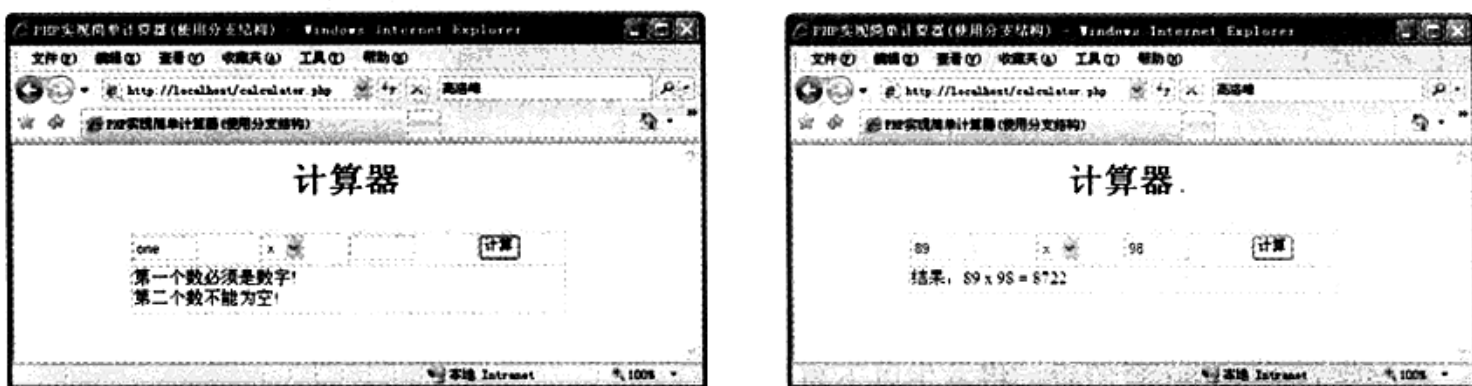 PHP实现简单计算器(使用分支结构) - Windows Internet Explorer
文件(F) 编辑(E) 查看(V) 收藏夹(A) 工具(T) 帮助(H)
http://localhost/calculator.php 高洛峰
PHP实现简单计算器(使用分支结构)
计算器
one x 计算
第一个数必须是数字!
第二个数不能为空!
本地 Intranet 100%
PHP实现简单计算器(使用分支结构) - Windows Internet Explorer
文件(F) 编辑(E) 查看(V) 收藏夹(A) 工具(T) 帮助(H)
http://localhost/calculator.php 高洛峰
PHP实现简单计算器(使用分支结构)
计算器
89 x 98 计算
结果：89 x 98 = 8722
本地 Intranet 100%